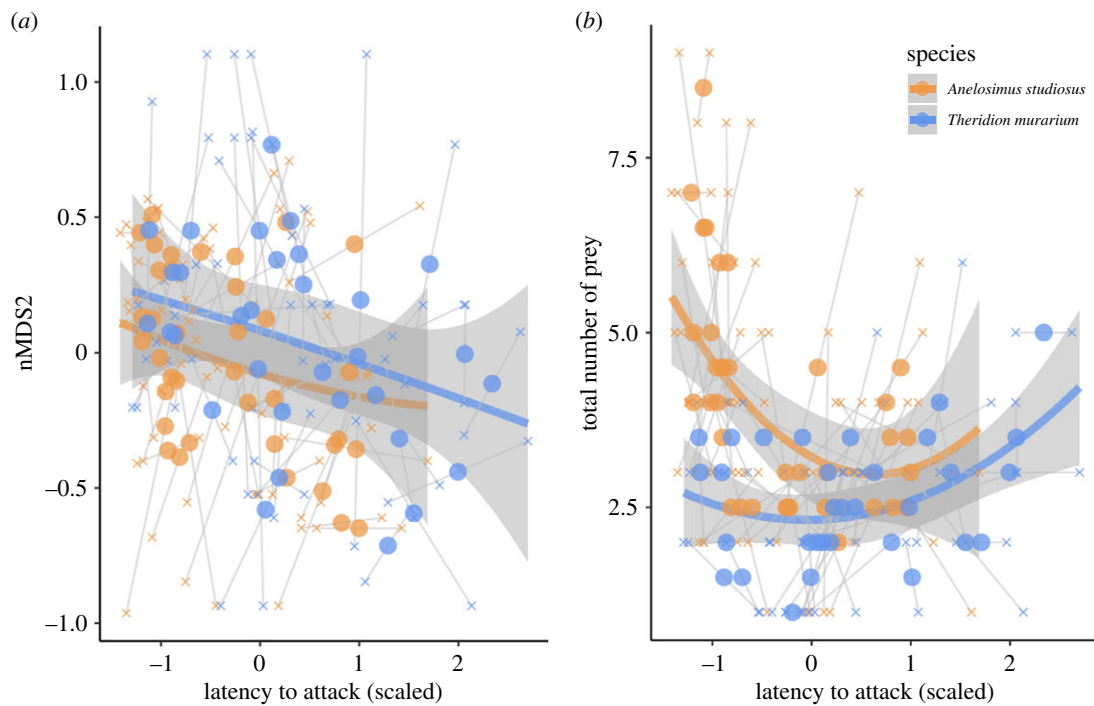 (a)
1.0
0.5
0
–0.5
–1.0
nMDS2
–1 0 1 2
latency to attack (scaled)
(b)
species
Anelosimus studiosus
Theridion murarium
7.5
5.0
2.5
total number of prey
–1 0 1 2
latency to attack (scaled)